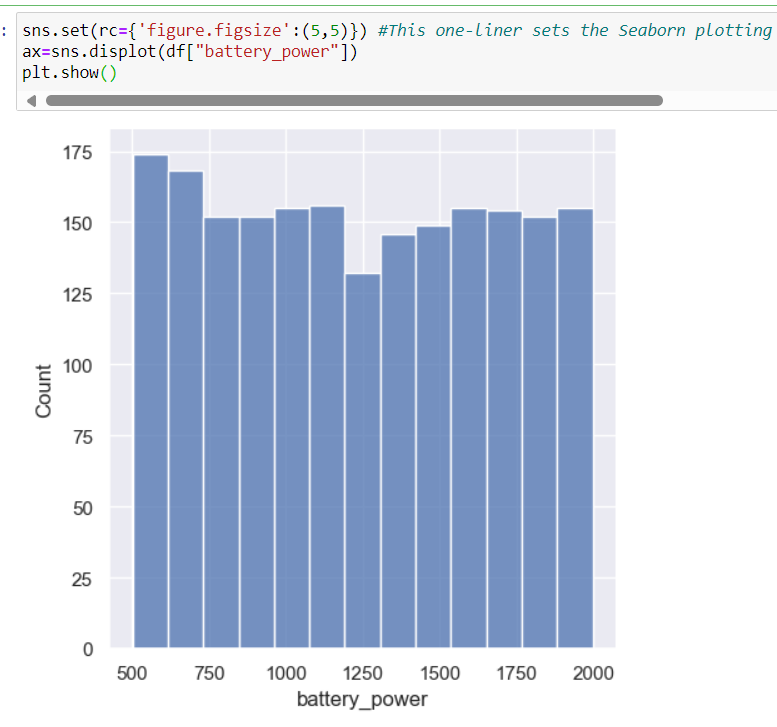 : sns.set(rc={'figure.figsize':(5,5)}) #This one-liner sets the Seaborn plotting
ax=sns.displot(df["battery_power"])
plt.show()
175
150
125
100
75
50
25
0
Count
500 750 1000 1250 1500 1750 2000
battery_power